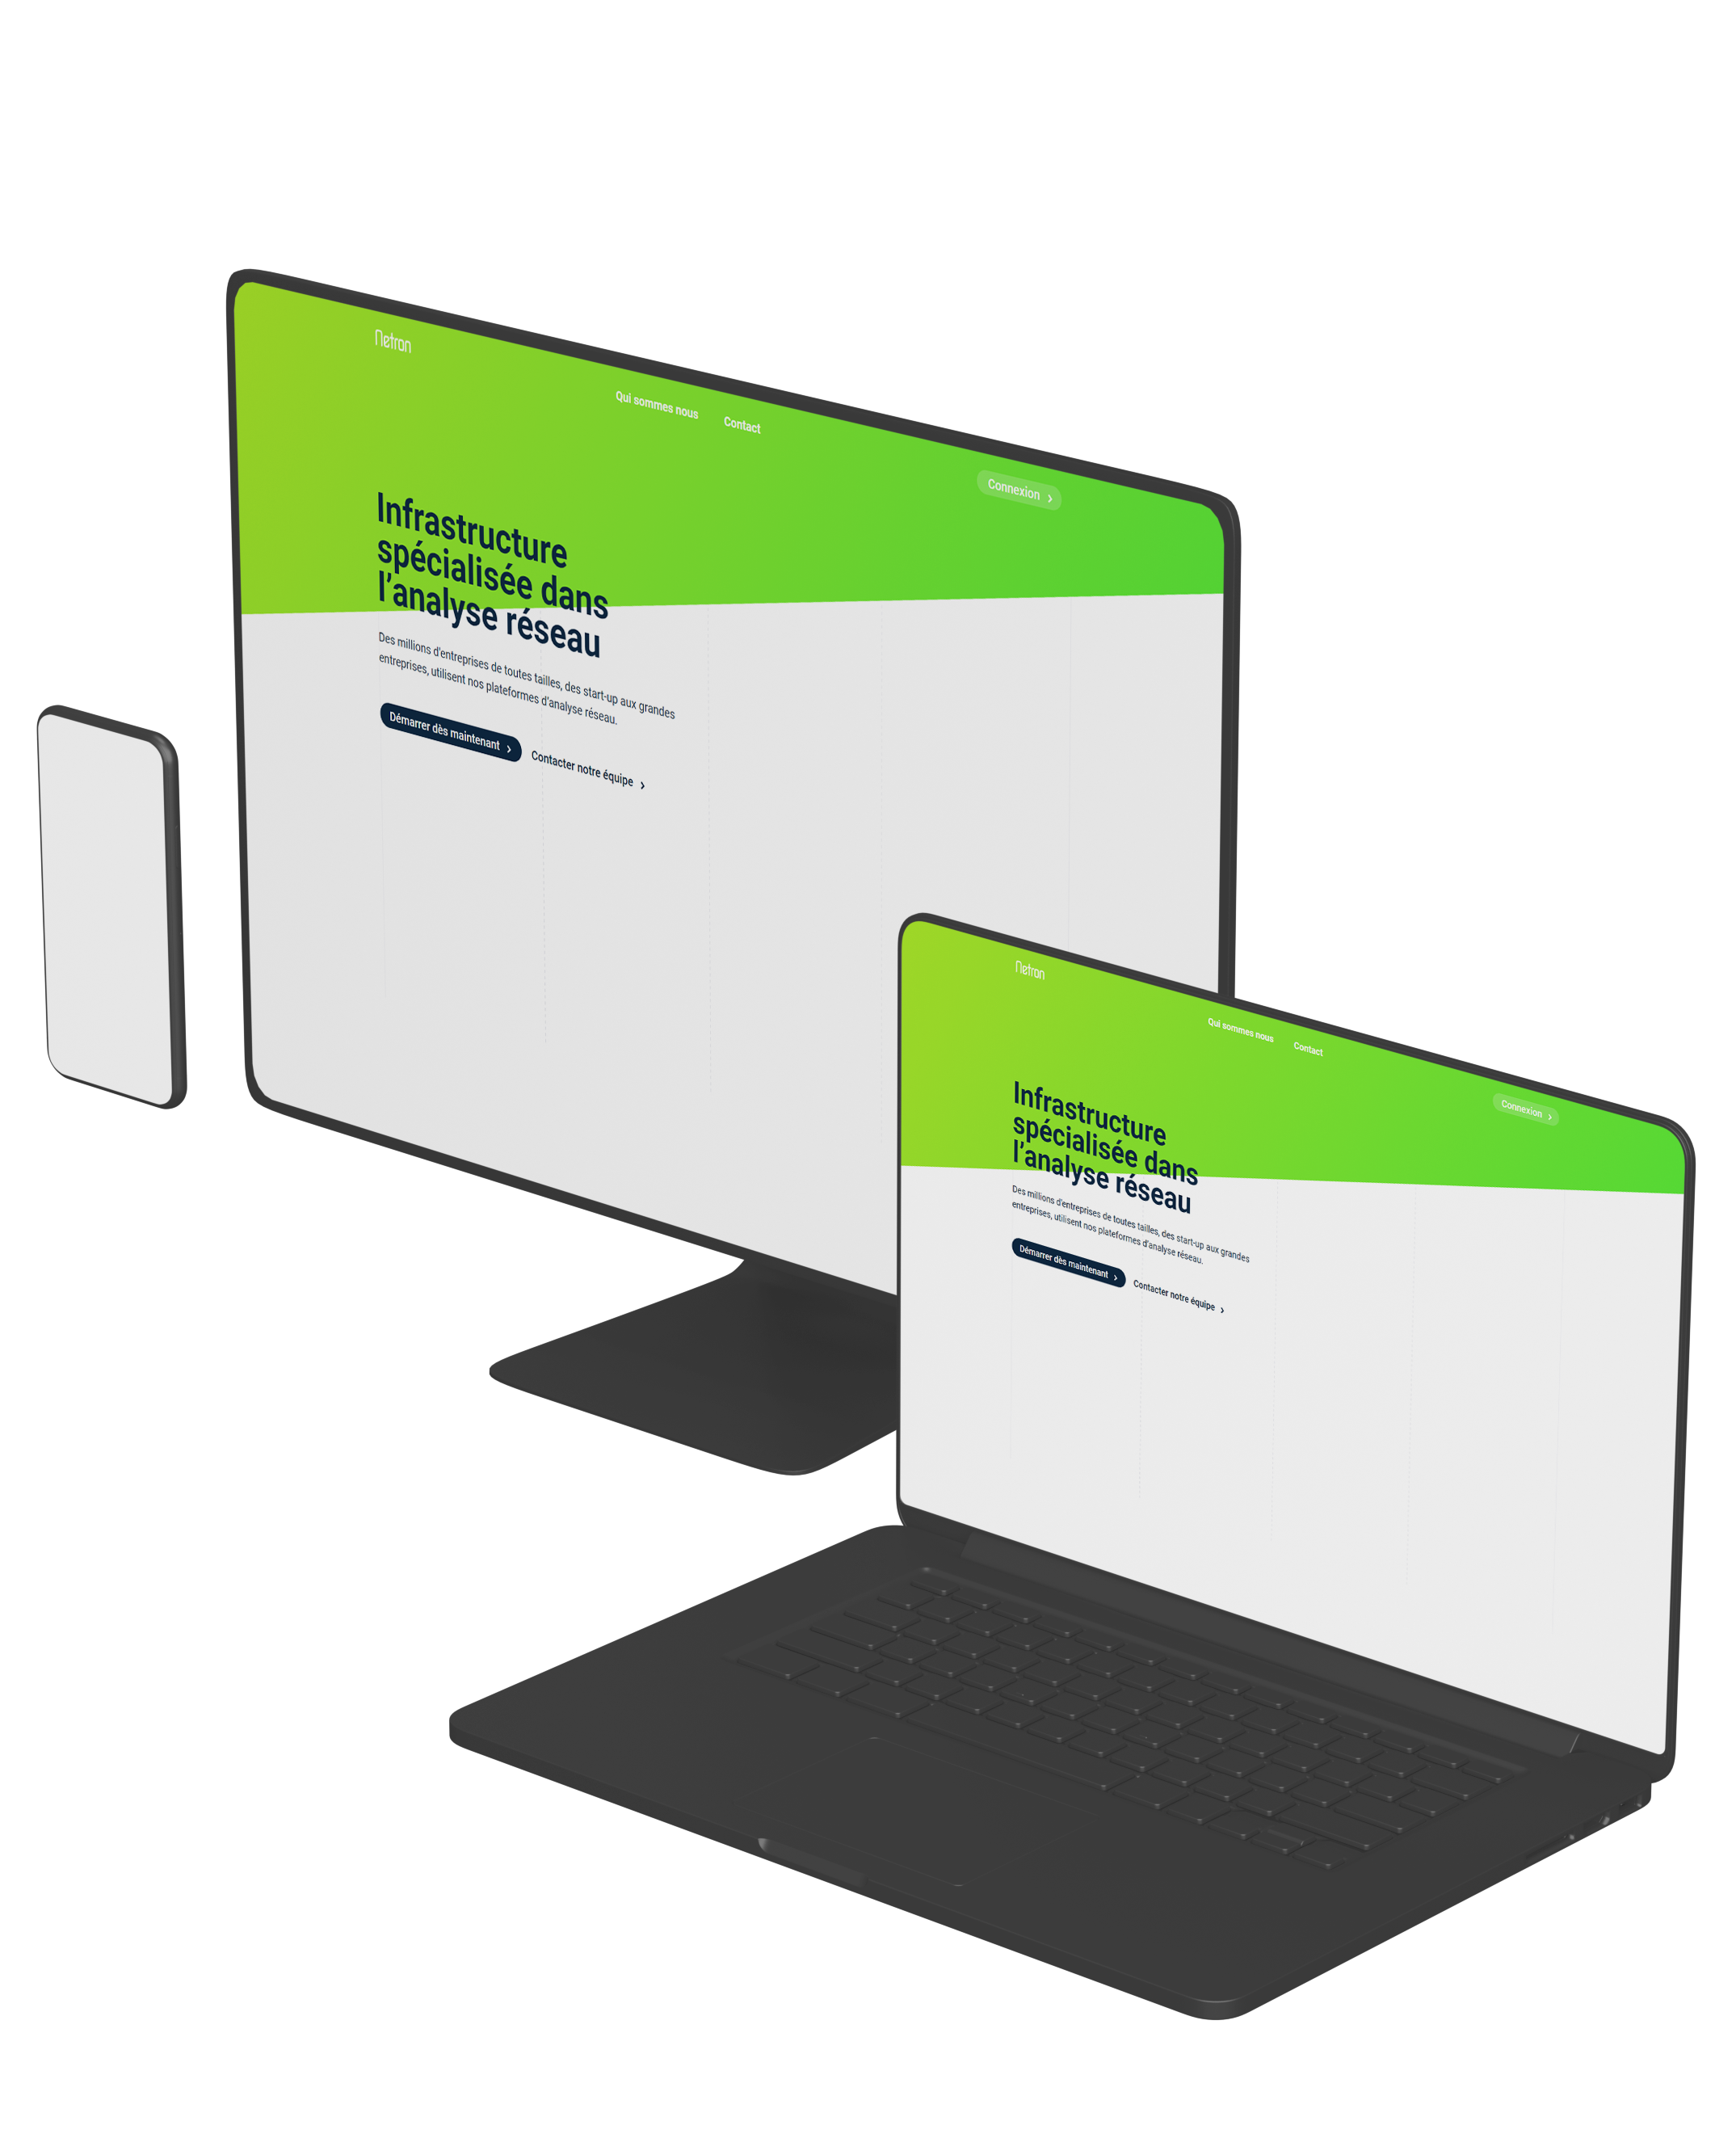 Netron
Qui sommes nous
Contact
Connexion ›
Infrastructure
spécialisée dans
l’analyse réseau
Des millions d'entreprises de toutes tailles, des start-up aux grandes
entreprises, utilisent nos plateformes d'analyse réseau.
Démarrer dès maintenant ›
Contacter notre équipe ›
Netron
Qui sommes nous
Contact
Connexion ›
Infrastructure
spécialisée dans
l’analyse réseau
Des millions d'entreprises de toutes tailles, des start-up aux grandes
entreprises, utilisent nos plateformes d'analyse réseau.
Démarrer dès maintenant ›
Contacter notre équipe ›